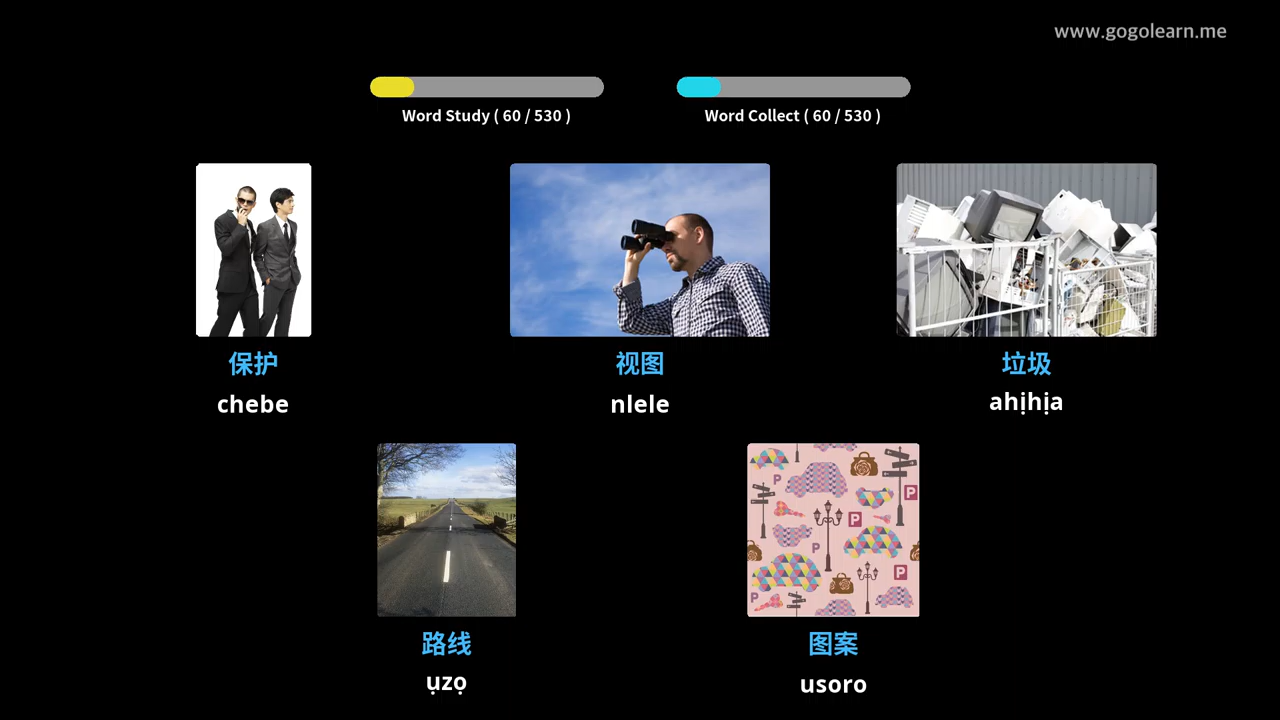 www.gogolearn.me
Word Study ( 60 / 530 )
Word Collect ( 60 / 530 )
保护
chebe
视图
nlele
垃圾
ahịhịa
路线
ụzọ
图案
usoro
P
P
P
P
P
P